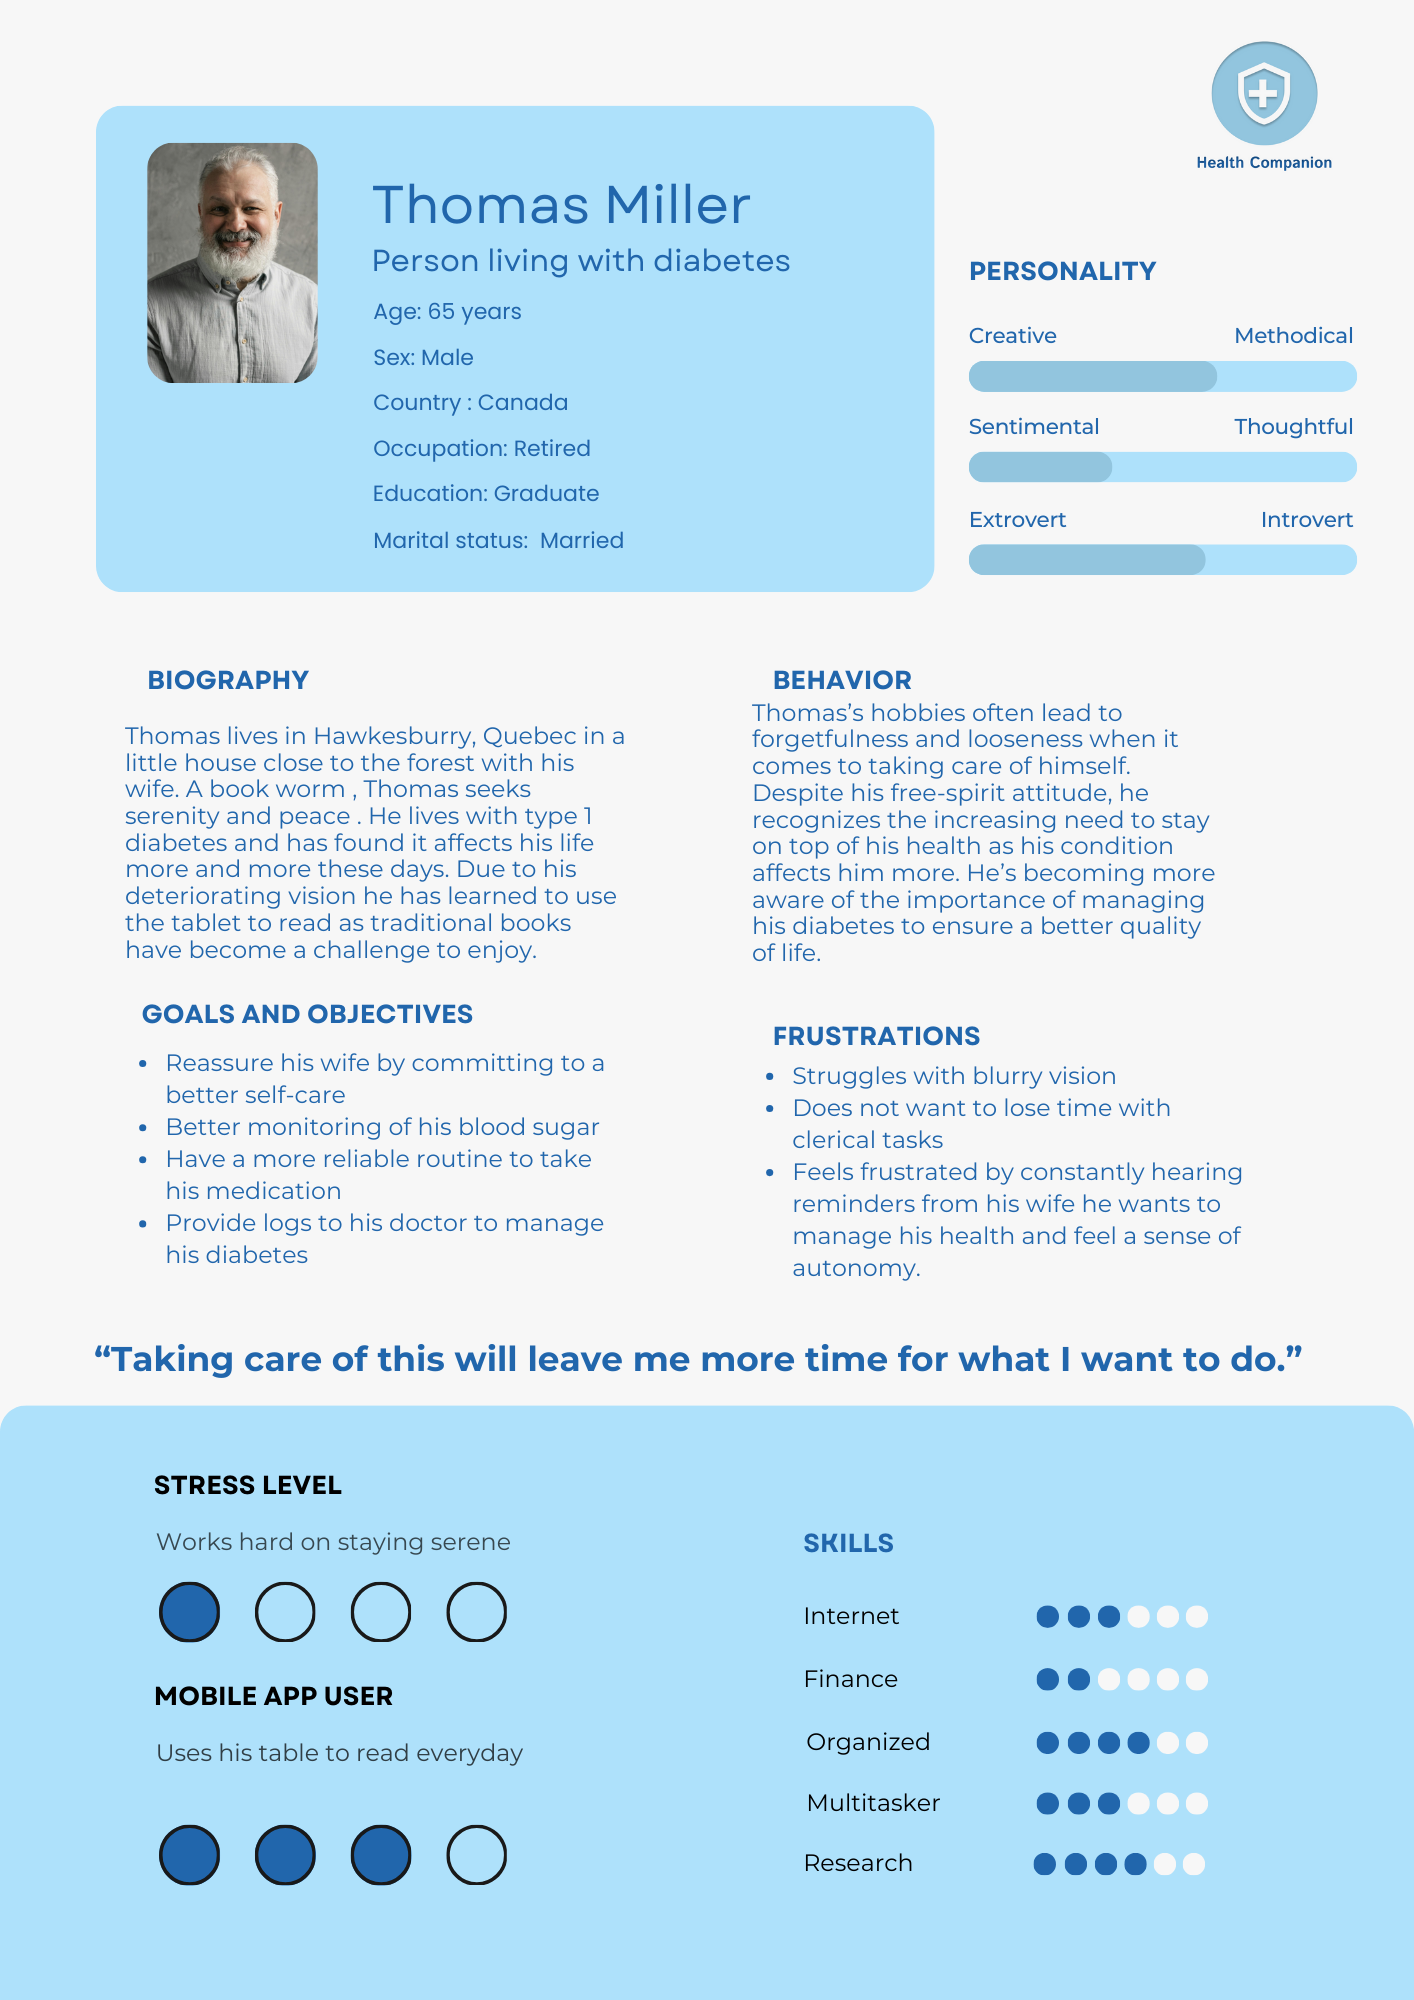 Health Companion
Thomas Miller
Person living with diabetes
Age: 65 years
Sex: Male
Country : Canada
Occupation: Retired
Education: Graduate
Marital status:  Married
PERSONALITY
Creative Methodical
Sentimental Thoughtful
Extrovert Introvert
BIOGRAPHY
Thomas lives in Hawkesburry, Quebec in a
little house close to the forest with his
wife. A book worm , Thomas seeks
serenity and peace . He lives with type 1
diabetes and has found it affects his life
more and more these days. Due to his
deteriorating vision he has learned to use
the tablet to read as traditional books
have become a challenge to enjoy.
BEHAVIOR
Thomas’s hobbies often lead to
forgetfulness and looseness when it
comes to taking care of himself.
Despite his free-spirit attitude, he
recognizes the increasing need to stay
on top of his health as his condition
affects him more. He’s becoming more
aware of the importance of managing
his diabetes to ensure a better quality
of life.
GOALS AND OBJECTIVES
• Reassure his wife by committing to a
better self-care
• Better monitoring of his blood sugar
• Have a more reliable routine to take
his medication
• Provide logs to his doctor to manage
his diabetes
FRUSTRATIONS
• Struggles with blurry vision
• Does not want to lose time with
clerical tasks
• Feels frustrated by constantly hearing
reminders from his wife he wants to
manage his health and feel a sense of
autonomy.
“Taking care of this will leave me more time for what I want to do.”
STRESS LEVEL
Works hard on staying serene
MOBILE APP USER
Uses his table to read everyday
SKILLS
Internet
Finance
Organized
Multitasker
Research